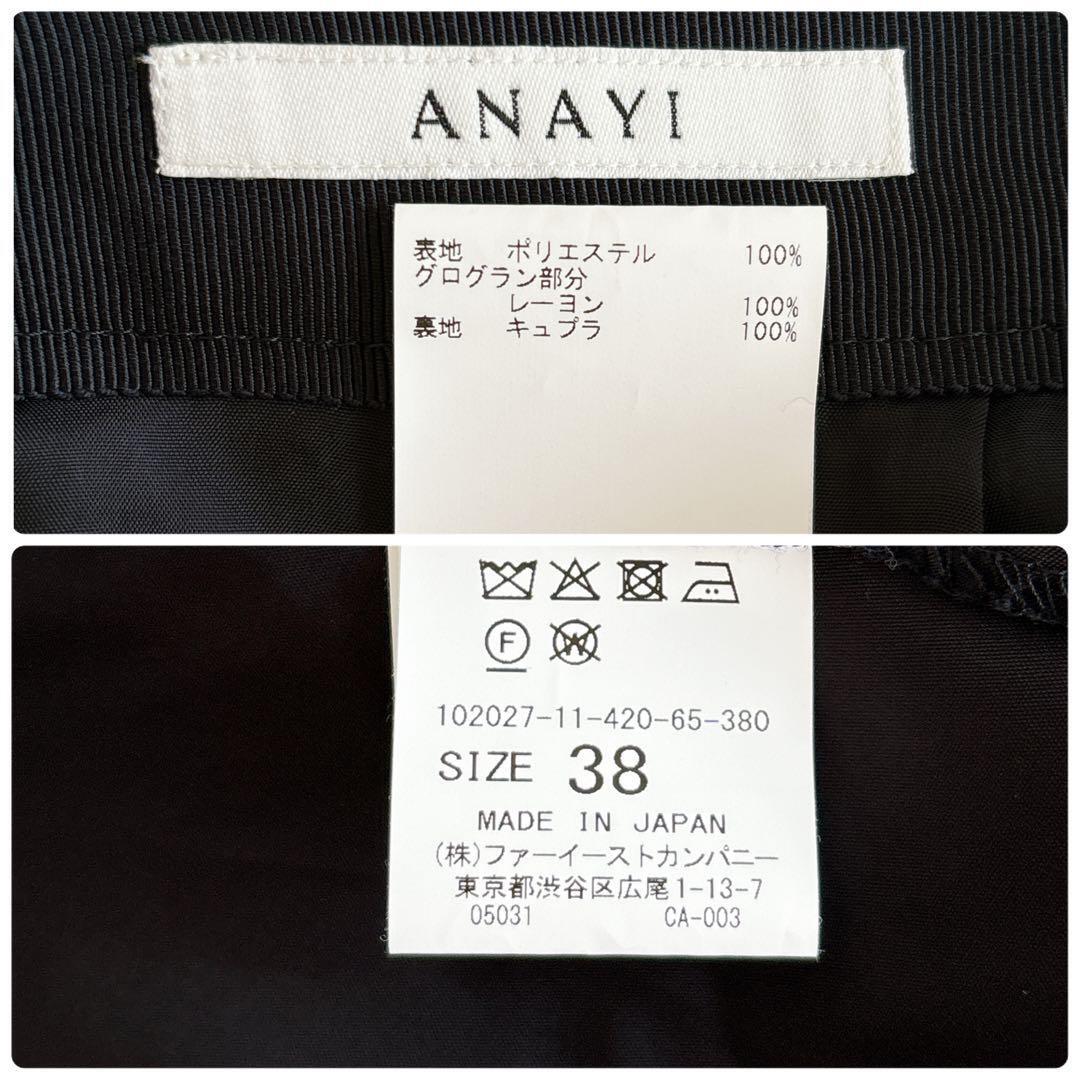 ANAYI
表地 ポリエステル 100%
グログラン部分
レーヨン 100%
裏地 キュプラ 100%
F
W
102027-11-420-65-380
SIZE 38
MADE IN JAPAN
(株)ファーイーストカンパニー
東京都渋谷区広尾1-13-7
05031 CA-003